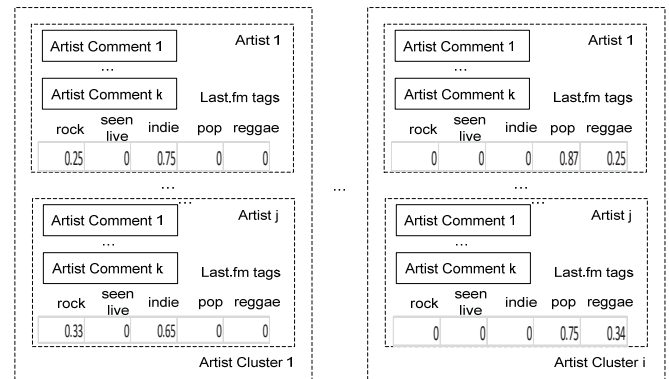 Artist Comment 1
Artist 1
...
Artist Comment k
Last.fm tags
rock seen live indie pop reggae
0.25 0 0.75 0 0
...
Artist Comment 1
Artist j
...
...
Artist Comment k
Last.fm tags
rock seen live indie pop reggae
0.33 0 0.65 0 0
Artist Cluster 1
...
Artist Comment 1
Artist 1
...
Artist Comment k
Last.fm tags
rock seen live indie pop reggae
0 0 0 0.87 0.25
...
Artist Comment 1
Artist j
...
...
Artist Comment k
Last.fm tags
rock seen live indie pop reggae
0 0 0 0.75 0.34
Artist Cluster i